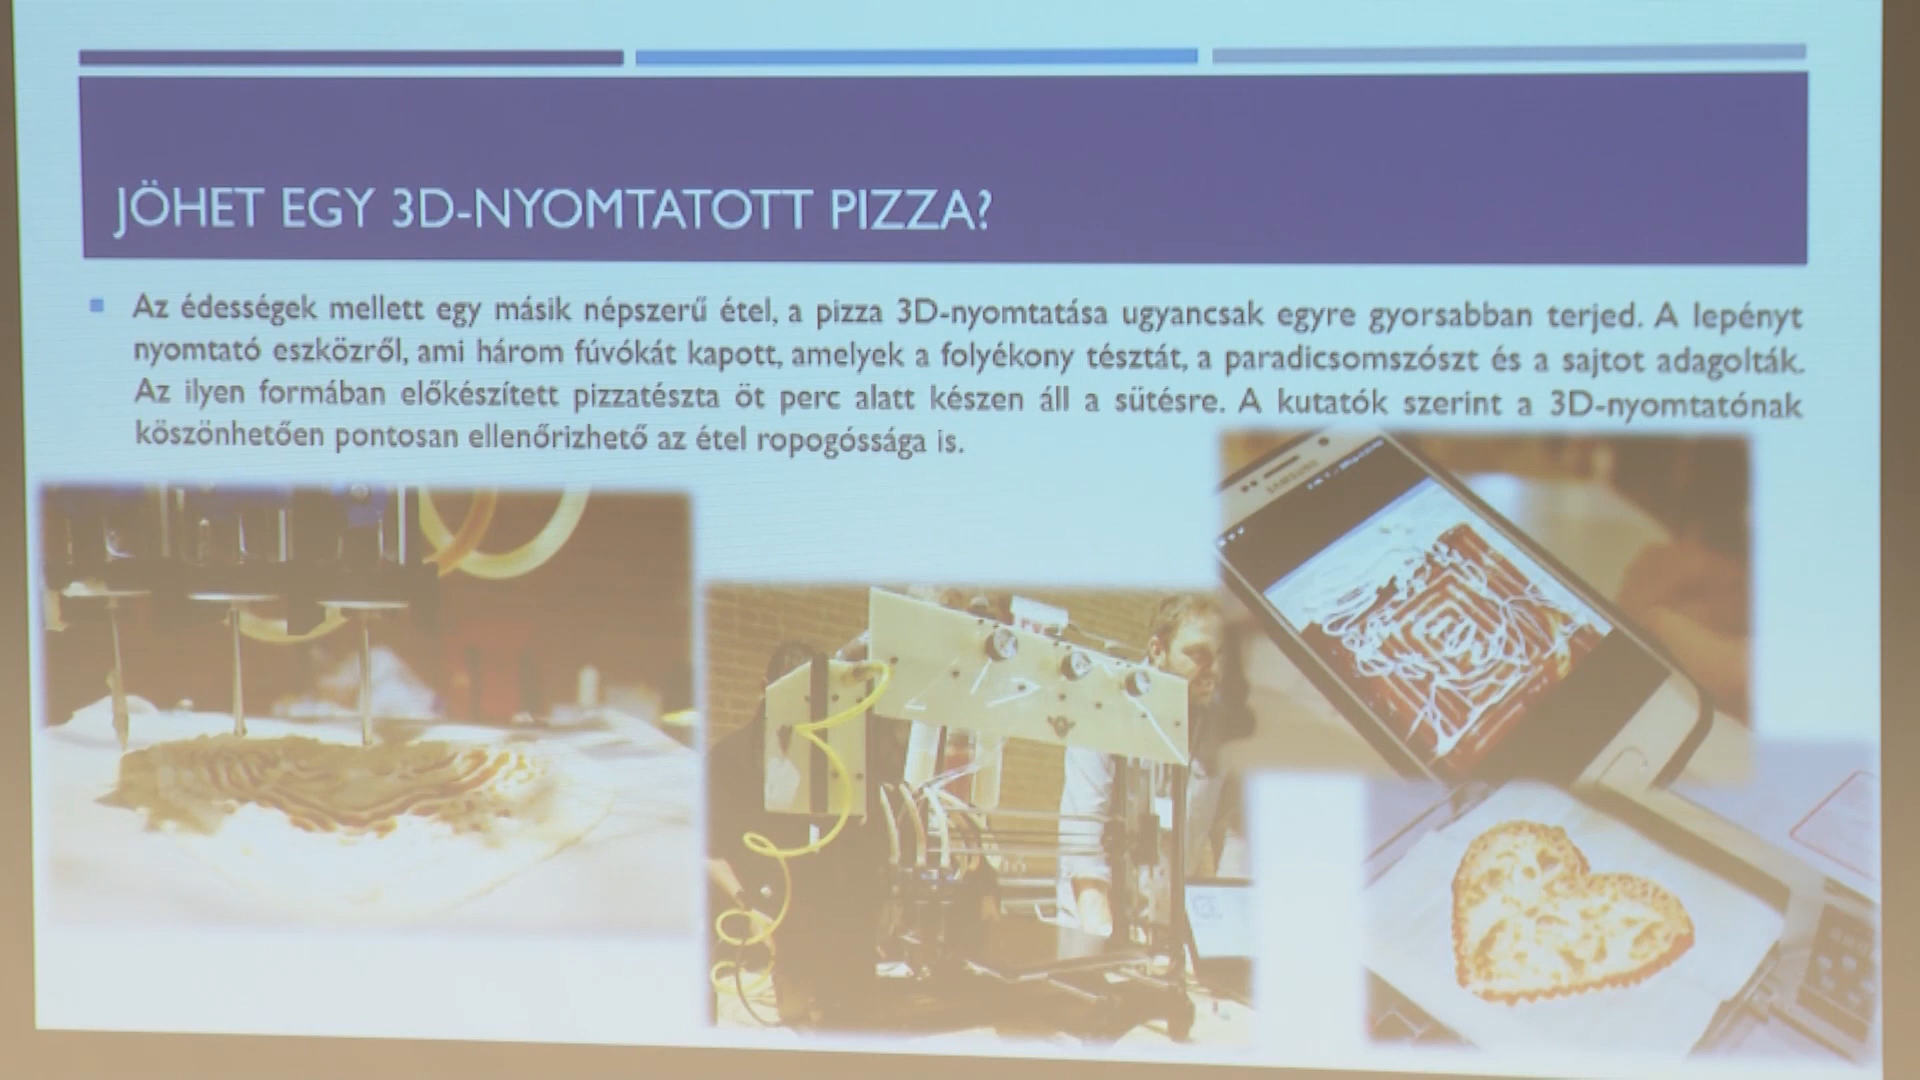 JÖHET EGY 3D-NYOMTATOTT PIZZA?
Az édességek mellett egy másik népszerű étel, a pizza 3D-nyomtatása ugyancsak egyre gyorsabban terjed. A lepényt
nyomtató eszközről, ami három fúvókát kapott, amelyek a folyékony tésztát, a paradicsomszószt és a sajtot adagolták.
Az ilyen formában előkészített pizzatészta öt perc alatt készen áll a sütésre. A kutatók szerint a 3D-nyomtatónak
köszönhetően pontosan ellenőrizhető az étel ropogóssága is.
SAMSUNG